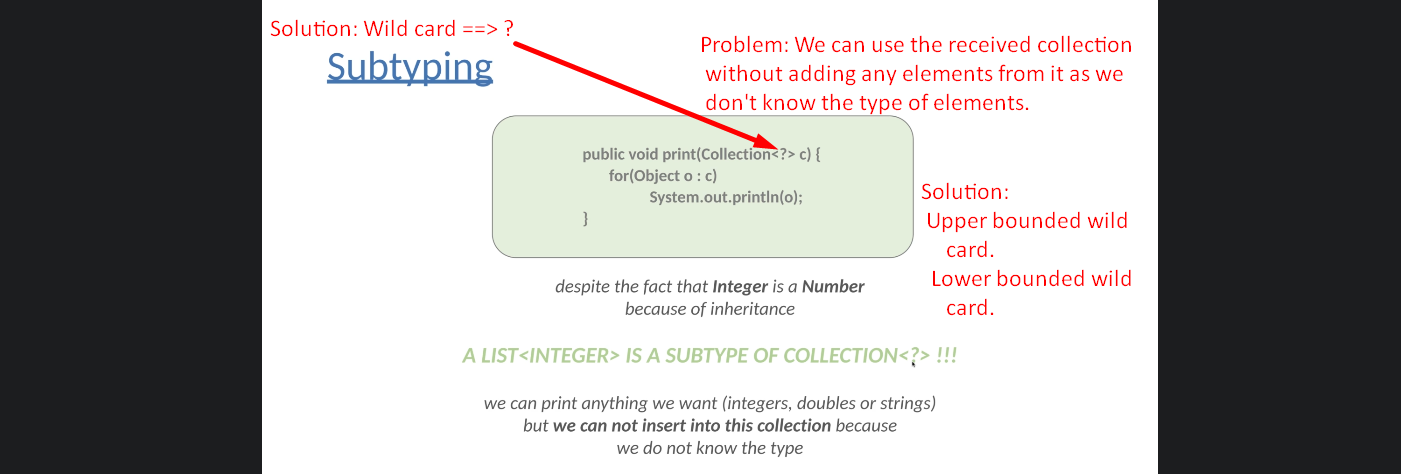 Solution: Wild card ==> ?
Subtyping
Problem: We can use the received collection
without adding any elements from it as we
don't know the type of elements.
public void print(Collection<?> c) {
for(Object o : c)
System.out.println(o);
}
Solution:
Upper bounded wild
card.
Lower bounded wild
card.
despite the fact that Integer is a Number
because of inheritance
A LIST<INTEGER> IS A SUBTYPE OF COLLECTION<?> !!!
we can print anything we want (integers, doubles or strings)
but we can not insert into this collection because
we do not know the type